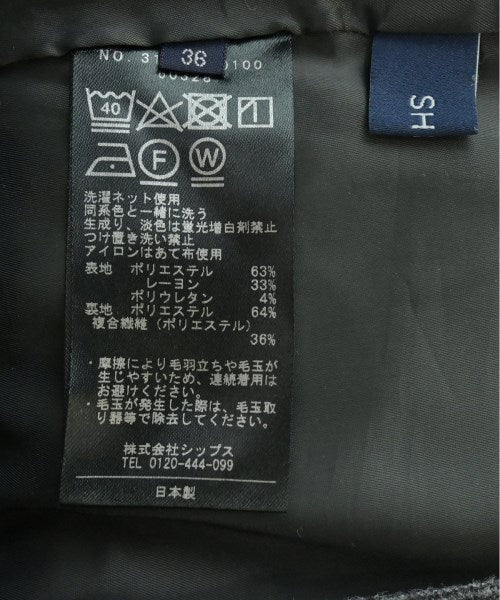 36
NO. 31
0100
00328
40
F
W
洗濯ネット使用
同系色と一緒に洗う
生成り、淡色は蛍光増白剤禁止
つけ置き洗い禁止
アイロンはあて布使用
表地 ポリエステル 63%
レーヨン 33%
ポリウレタン 4%
裏地 ポリエステル 64%
複合繊維(ポリエステル)
36%
・摩擦により毛羽立ちや毛玉が
生じやすいため、連続着用は
お避けください。
・毛玉が発生した際は、毛玉取
り器等で除去してください。
株式会社シップス
TEL 0120-444-099
日本製
SH